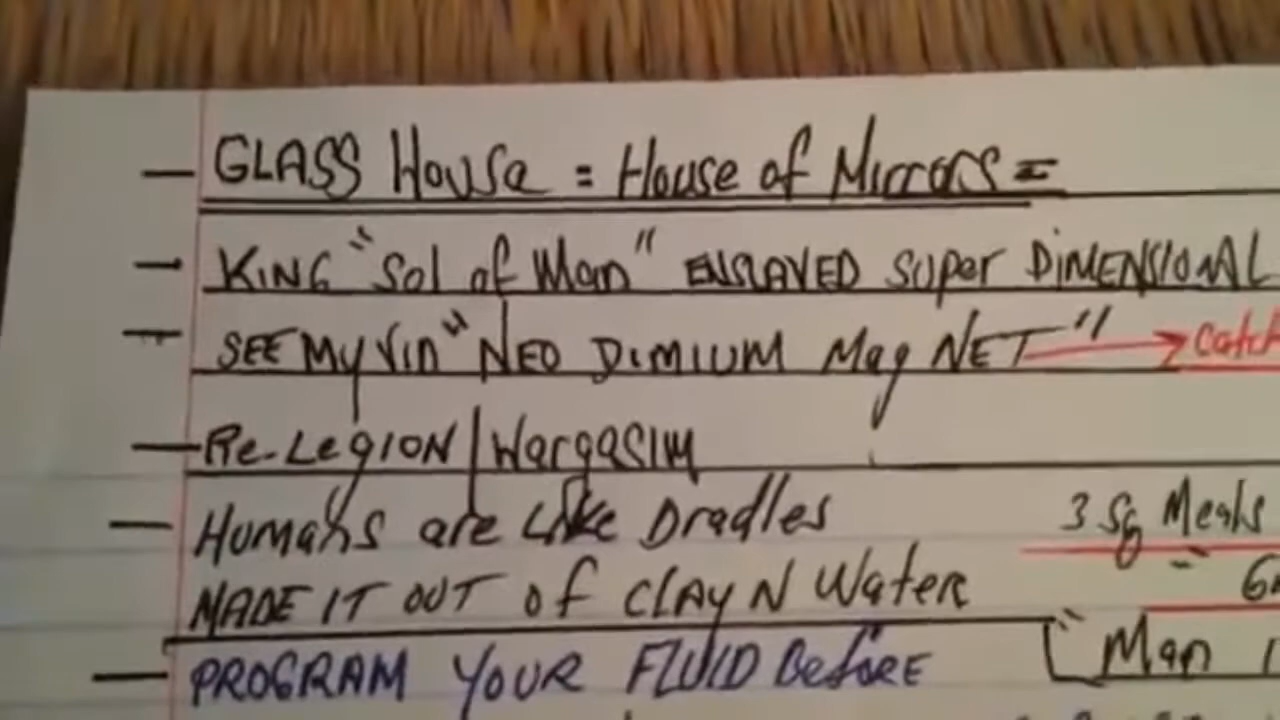 — GLASS House = House of Mirrors =
— KING "Sol of Man" ENSLAVED Super DIMENSIONAL
— SEE My Vid "NEO DiMIUM Mag NET" → Catch
— Re-LegION / Wargasim
— Humans are Like Dradles 3 Sq Meals
MADE IT OUT of CLAY N Water
— PROGRAM YOUR FLUID Before Man